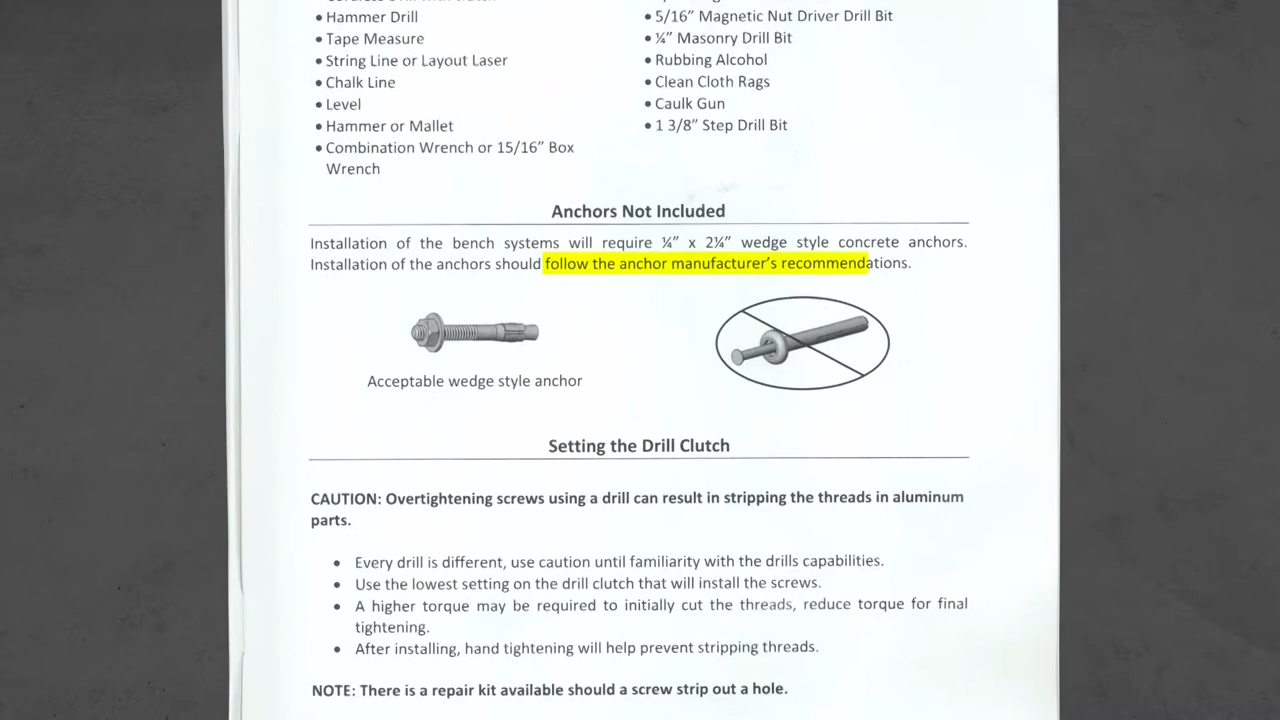 • Hammer Drill
• Tape Measure
• String Line or Layout Laser
• Chalk Line
• Level
• Hammer or Mallet
• Combination Wrench or 15/16” Box
Wrench
• 5/16” Magnetic Nut Driver Drill Bit
• ¼” Masonry Drill Bit
• Rubbing Alcohol
• Clean Cloth Rags
• Caulk Gun
• 1 3/8” Step Drill Bit
Anchors Not Included
Installation of the bench systems will require ¼” x 2¼” wedge style concrete anchors.
Installation of the anchors should follow the anchor manufacturer’s recommendations.
Acceptable wedge style anchor
Setting the Drill Clutch
CAUTION: Overtightening screws using a drill can result in stripping the threads in aluminum
parts.
• Every drill is different, use caution until familiarity with the drills capabilities.
• Use the lowest setting on the drill clutch that will install the screws.
• A higher torque may be required to initially cut the threads, reduce torque for final
tightening.
• After installing, hand tightening will help prevent stripping threads.
NOTE: There is a repair kit available should a screw strip out a hole.